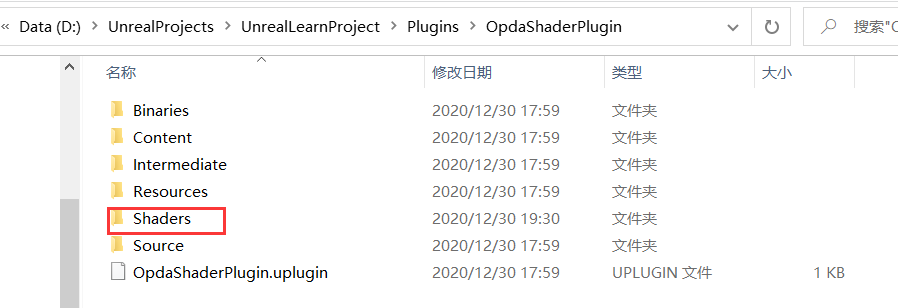 « Data (D:) › UnrealProjects › UnrealLearnProject › Plugins › OpdaShaderPlugin 搜索"O
名称 修改日期 类型 大小
Binaries 2020/12/30 17:59 文件夹
Content 2020/12/30 17:59 文件夹
Intermediate 2020/12/30 17:59 文件夹
Resources 2020/12/30 17:59 文件夹
Shaders 2020/12/30 19:30 文件夹
Source 2020/12/30 17:59 文件夹
OpdaShaderPlugin.uplugin 2020/12/30 17:59 UPLUGIN 文件 1 KB